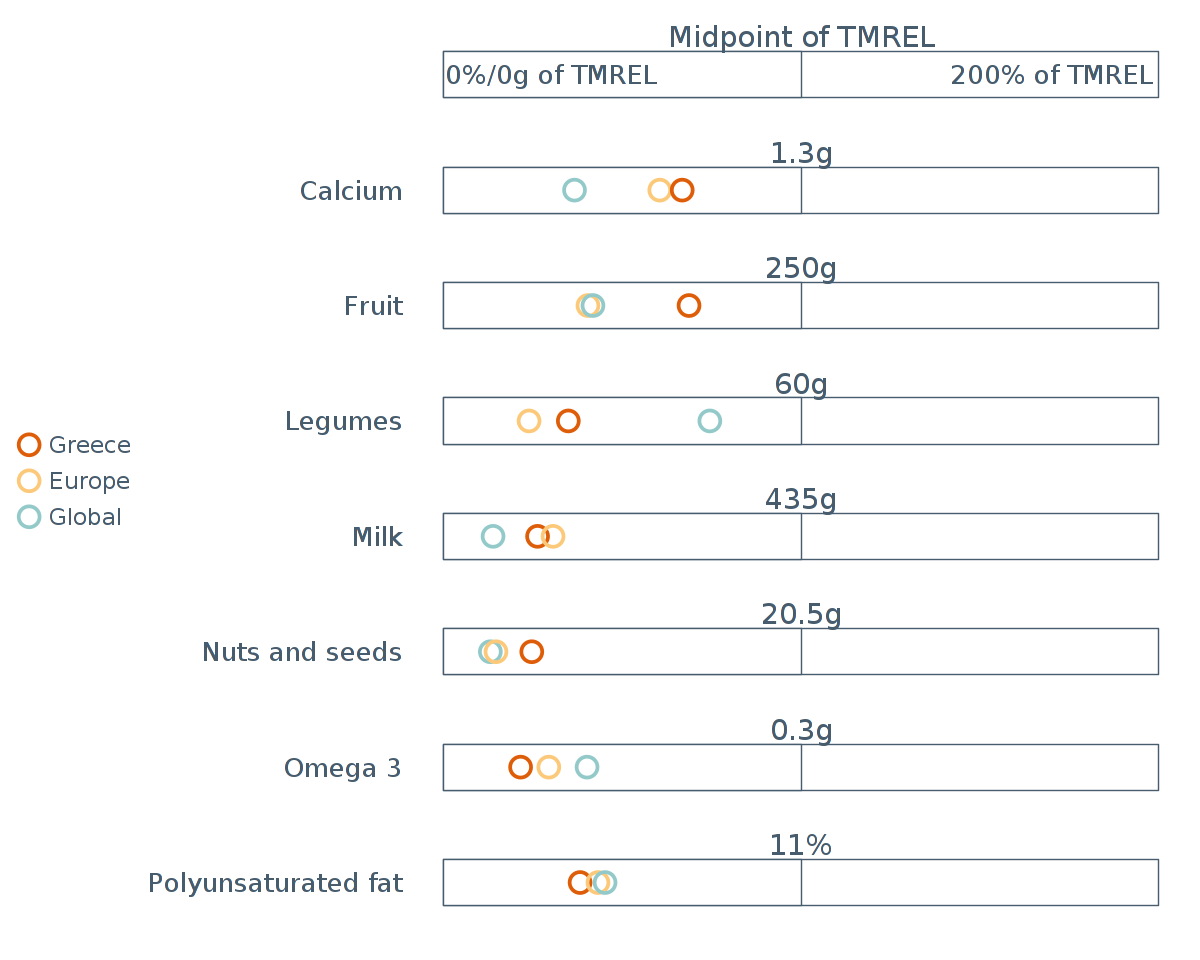 Midpoint of TMREL
0%/0g of TMREL
200% of TMREL
1.3g
Calcium
250g
Fruit
60g
Legumes
Greece
Europe
Global
435g
Milk
20.5g
Nuts and seeds
0.3g
Omega 3
11%
Polyunsaturated fat